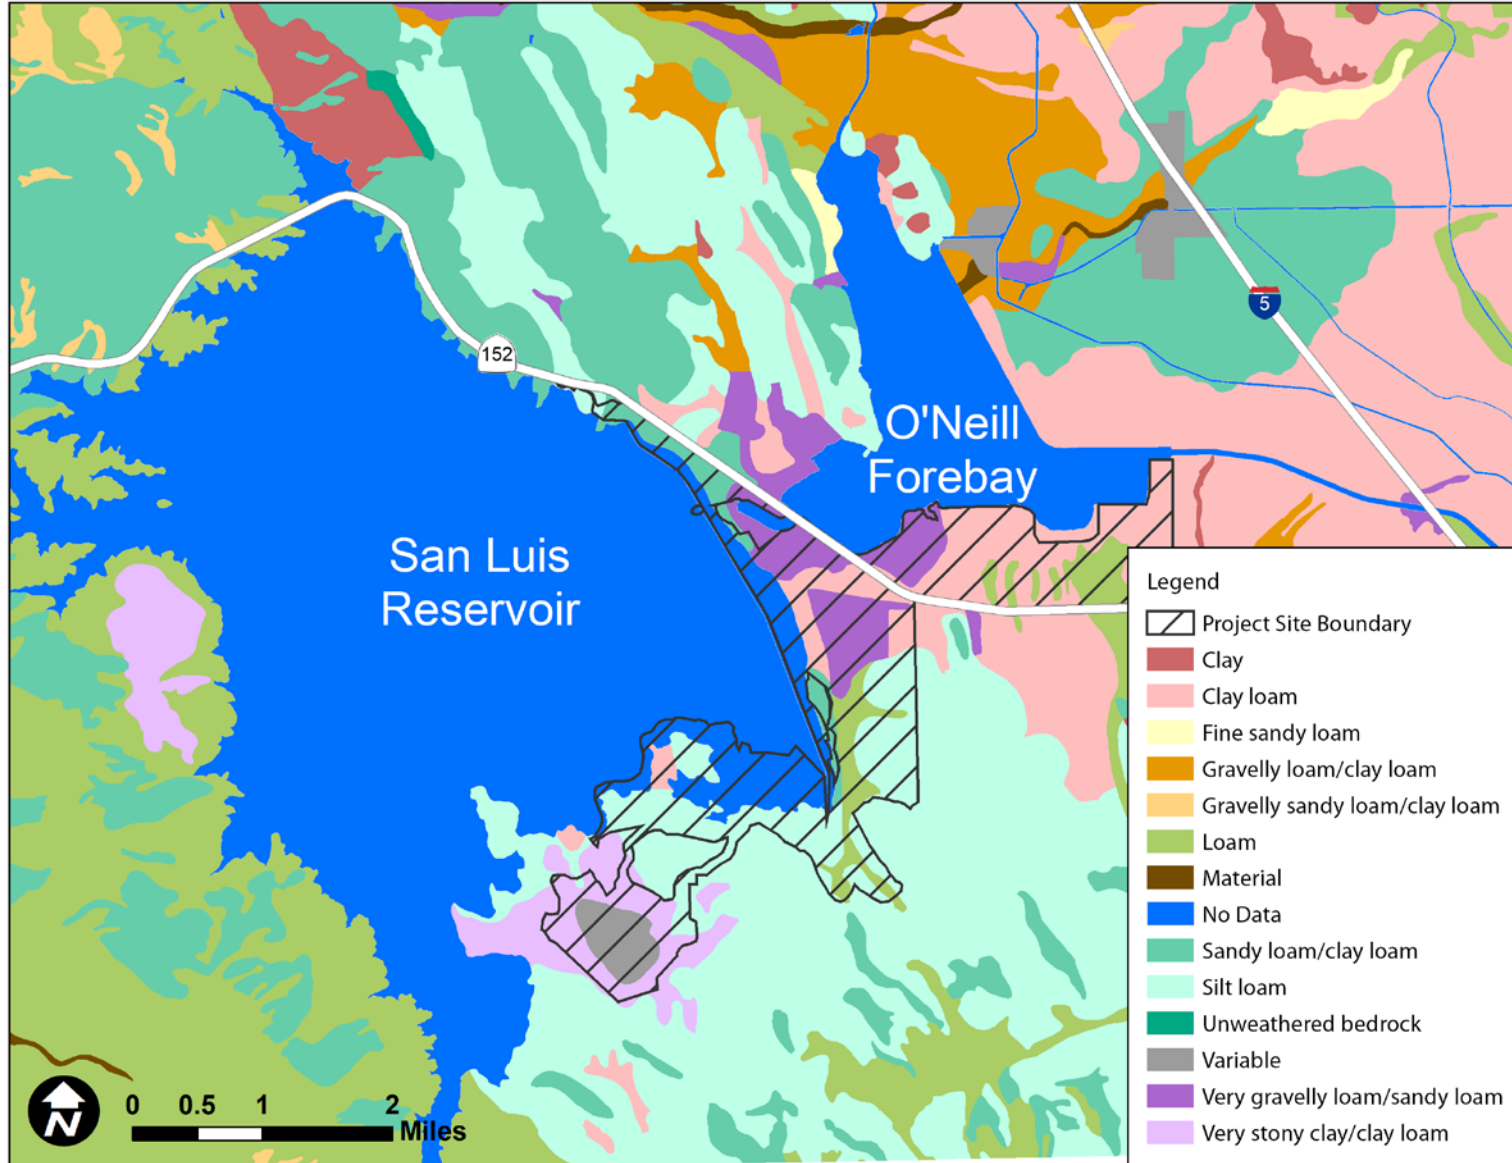 5
152
O'Neill
Forebay
San Luis
Reservoir
Legend
Project Site Boundary
Clay
Clay loam
Fine sandy loam
Gravelly loam/clay loam
Gravelly sandy loam/clay loam
Loam
Material
No Data
Sandy loam/clay loam
Silt loam
Unweathered bedrock
Variable
Very gravelly loam/sandy loam
Very stony clay/clay loam
N
0 0.5 1 2
Miles